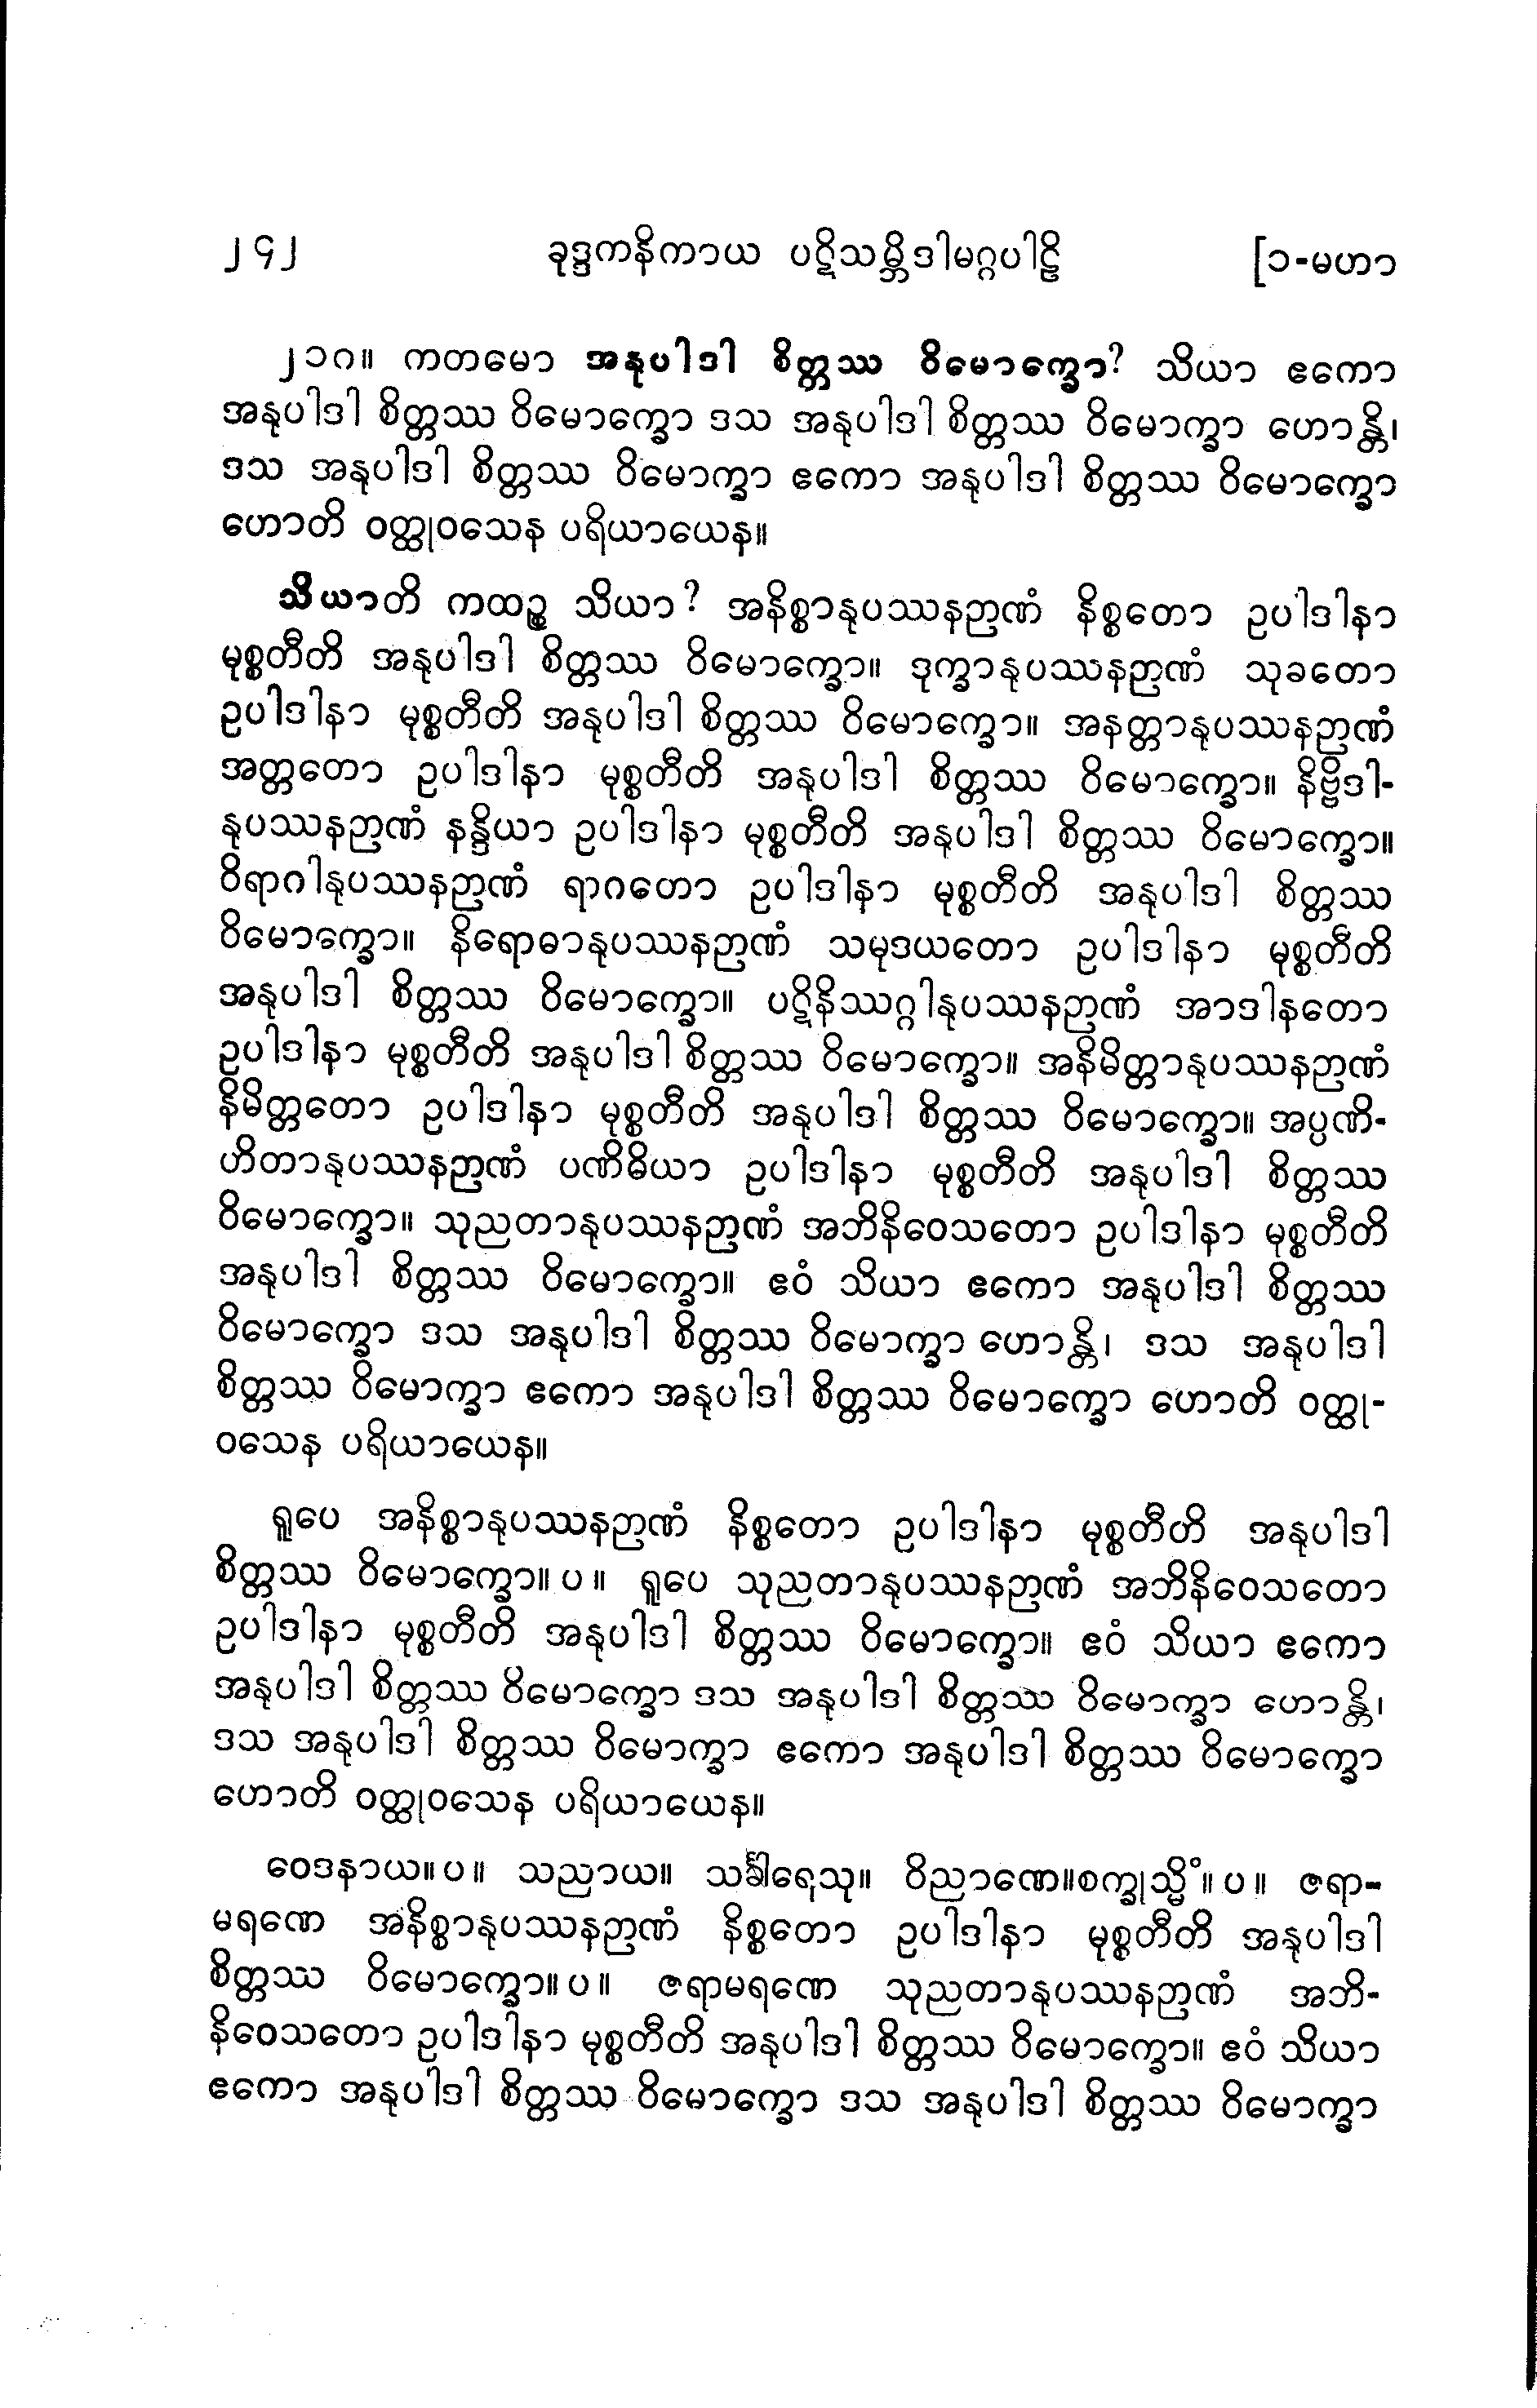 ၂၄၂ ခုဒ္ဒကနိကာယ ပဋိသမ္ဘိဒါမဂ္ဂပါဠိ [၁-မဟာ
၂၁၈။ ကတမော အနုပါဒါ စိတ္တဿ ဝိမောက္ခော? သိယာ ဧကော
အနုပါဒါ စိတ္တဿ ဝိမောက္ခော ဒသ အနုပါဒါ စိတ္တဿ ဝိမောက္ခာ ဟောန္တိ၊
ဒသ အနုပါဒါ စိတ္တဿ ဝိမောက္ခာ ဧကော အနုပါဒါ စိတ္တဿ ဝိမောက္ခော
ဟောတိ ဝတ္ထုဝသေန ပရိယာယေန။
သိယာတိ ကထဉ္စ သိယာ? အနိစ္စာနုပဿနဉာဏံ နိစ္စတော ဥပါဒါနာ
မုစ္စတီတိ အနုပါဒါ စိတ္တဿ ဝိမောက္ခော။ ဒုက္ခာနုပဿနဉာဏံ သုခတော
ဥပါဒါနာ မုစ္စတီတိ အနုပါဒါ စိတ္တဿ ဝိမောက္ခော။ အနတ္တာနုပဿနဉာဏံ
အတ္တတော ဥပါဒါနာ မုစ္စတီတိ အနုပါဒါ စိတ္တဿ ဝိမောက္ခော။ နိဗ္ဗိဒါ-
နုပဿနဉာဏံ နန္ဒိယာ ဥပါဒါနာ မုစ္စတီတိ အနုပါဒါ စိတ္တဿ ဝိမောက္ခော။
ဝိရာဂါနုပဿနဉာဏံ ရာဂတော ဥပါဒါနာ မုစ္စတီတိ အနုပါဒါ စိတ္တဿ
ဝိမောက္ခော။ နိရောဓာနုပဿနဉာဏံ သမုဒယတော ဥပါဒါနာ မုစ္စတီတိ
အနုပါဒါ စိတ္တဿ ဝိမောက္ခော။ ပဋိနိဿဂ္ဂါနုပဿနဉာဏံ အာဒါနတော
ဥပါဒါနာ မုစ္စတီတိ အနုပါဒါ စိတ္တဿ ဝိမောက္ခော။ အနိမိတ္တာနုပဿနဉာဏံ
နိမိတ္တတော ဥပါဒါနာ မုစ္စတီတိ အနုပါဒါ စိတ္တဿ ဝိမောက္ခော။ အပ္ပဏိ-
ဟိတာနုပဿနဉာဏံ ပဏိဓိယာ ဥပါဒါနာ မုစ္စတီတိ အနုပါဒါ စိတ္တဿ
ဝိမောက္ခော။ သုညတာနုပဿနဉာဏံ အဘိနိဝေသတော ဥပါဒါနာ မုစ္စတီတိ
အနုပါဒါ စိတ္တဿ ဝိမောက္ခော။ ဧဝံ သိယာ ဧကော အနုပါဒါ စိတ္တဿ
ဝိမောက္ခော ဒသ အနုပါဒါ စိတ္တဿ ဝိမောက္ခာ ဟောန္တိ၊ ဒသ အနုပါဒါ
စိတ္တဿ ဝိမောက္ခာ ဧကော အနုပါဒါ စိတ္တဿ ဝိမောက္ခော ဟောတိ ဝတ္ထု-
ဝသေန ပရိယာယေန။
ရူပေ အနိစ္စာနုပဿနဉာဏံ နိစ္စတော ဥပါဒါနာ မုစ္စတီတိ အနုပါဒါ
စိတ္တဿ ဝိမောက္ခော။ပ။ ရူပေ သုညတာနုပဿနဉာဏံ အဘိနိဝေသတော
ဥပါဒါနာ မုစ္စတီတိ အနုပါဒါ စိတ္တဿ ဝိမောက္ခော။ ဧဝံ သိယာ ဧကော
အနုပါဒါ စိတ္တဿ ဝိမောက္ခော ဒသ အနုပါဒါ စိတ္တဿ ဝိမောက္ခာ ဟောန္တိ၊
ဒသ အနုပါဒါ စိတ္တဿ ဝိမောက္ခာ ဧကော အနုပါဒါ စိတ္တဿ ဝိမောက္ခော
ဟောတိ ဝတ္ထုဝသေန ပရိယာယေန။
ဝေဒနာယ။ပ။ သညာယ။ သင်္ခါရေသု။ ဝိညာဏေ။စက္ခုသ္မိံ။ပ။ ဇရာ-
မရဏေ အနိစ္စာနုပဿနဉာဏံ နိစ္စတော ဥပါဒါနာ မုစ္စတီတိ အနုပါဒါ
စိတ္တဿ ဝိမောက္ခော။ပ။ ဇရာမရဏေ သုညတာနုပဿနဉာဏံ အဘိ-
နိဝေသတော ဥပါဒါနာ မုစ္စတီတိ အနုပါဒါ စိတ္တဿ ဝိမောက္ခော။ ဧဝံ သိယာ
ဧကော အနုပါဒါ စိတ္တဿ ဝိမောက္ခော ဒသ အနုပါဒါ စိတ္တဿ ဝိမောက္ခာ